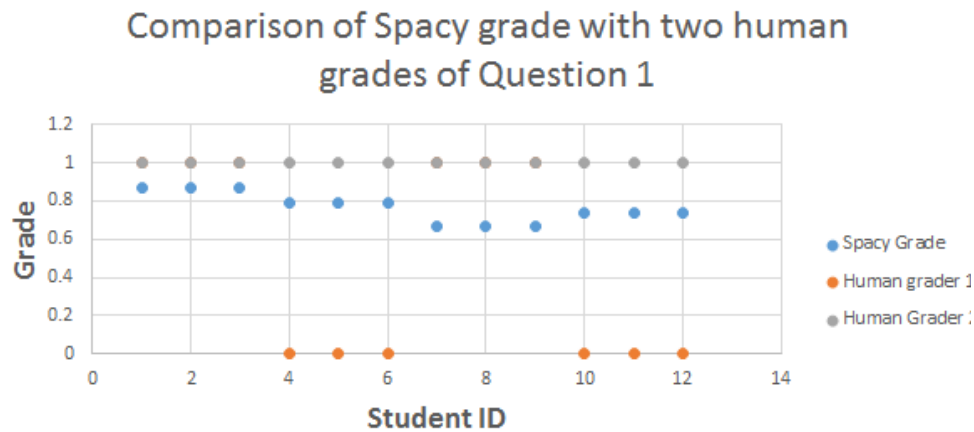 Comparison of Spacy grade with two human
grades of Question 1
1.2
1
0.8
0.6
0.4
0.2
0
0
2
4
6
8
10
12
14
Grade
Student ID
Spacy Grade
Human grader 1
Human Grader 2